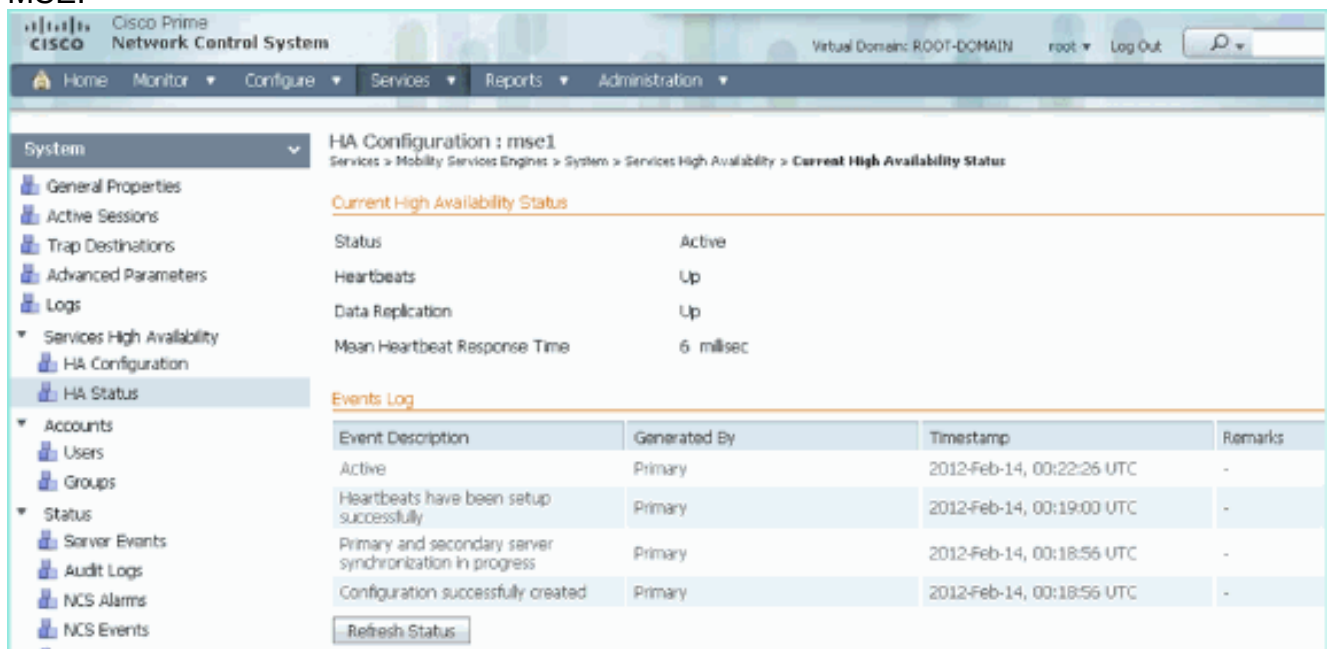 Cisco Prime
CISCO Network Control System
Virtual Domain: ROOT-DOMAIN root Log Out
Home Monitor Configure Services Reports Administration
System
General Properties
Active Sessions
Trap Destinations
Advanced Parameters
Logs
Services High Availability
HA Configuration
HA Status
Accounts
Users
Groups
Status
Server Events
Audit Logs
NCS Alarms
NCS Events
HA Configuration : mse1
Services > Mobility Services Engines > System > Services High Availability > Current High Availability Status
Current High Availability Status
Status Active
Heartbeats Up
Data Replication Up
Mean Heartbeat Response Time 6 millisec
Events Log
Event Description Generated By Timestamp Remarks
Active Primary 2012-Feb-14, 00:22:26 UTC -
Heartbeats have been setup
successfully Primary 2012-Feb-14, 00:19:00 UTC -
Primary and secondary server
synchronization in progress Primary 2012-Feb-14, 00:18:56 UTC -
Configuration successfully created Primary 2012-Feb-14, 00:18:56 UTC -
Refresh Status